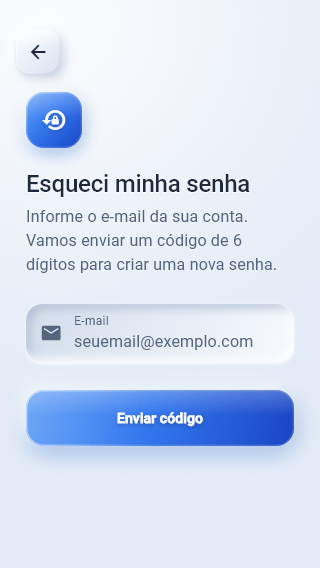 Esqueci minha senha
Informe o e-mail da sua conta.
Vamos enviar um código de 6
dígitos para criar uma nova senha.
E-mail
seuemail@exemplo.com
Enviar código